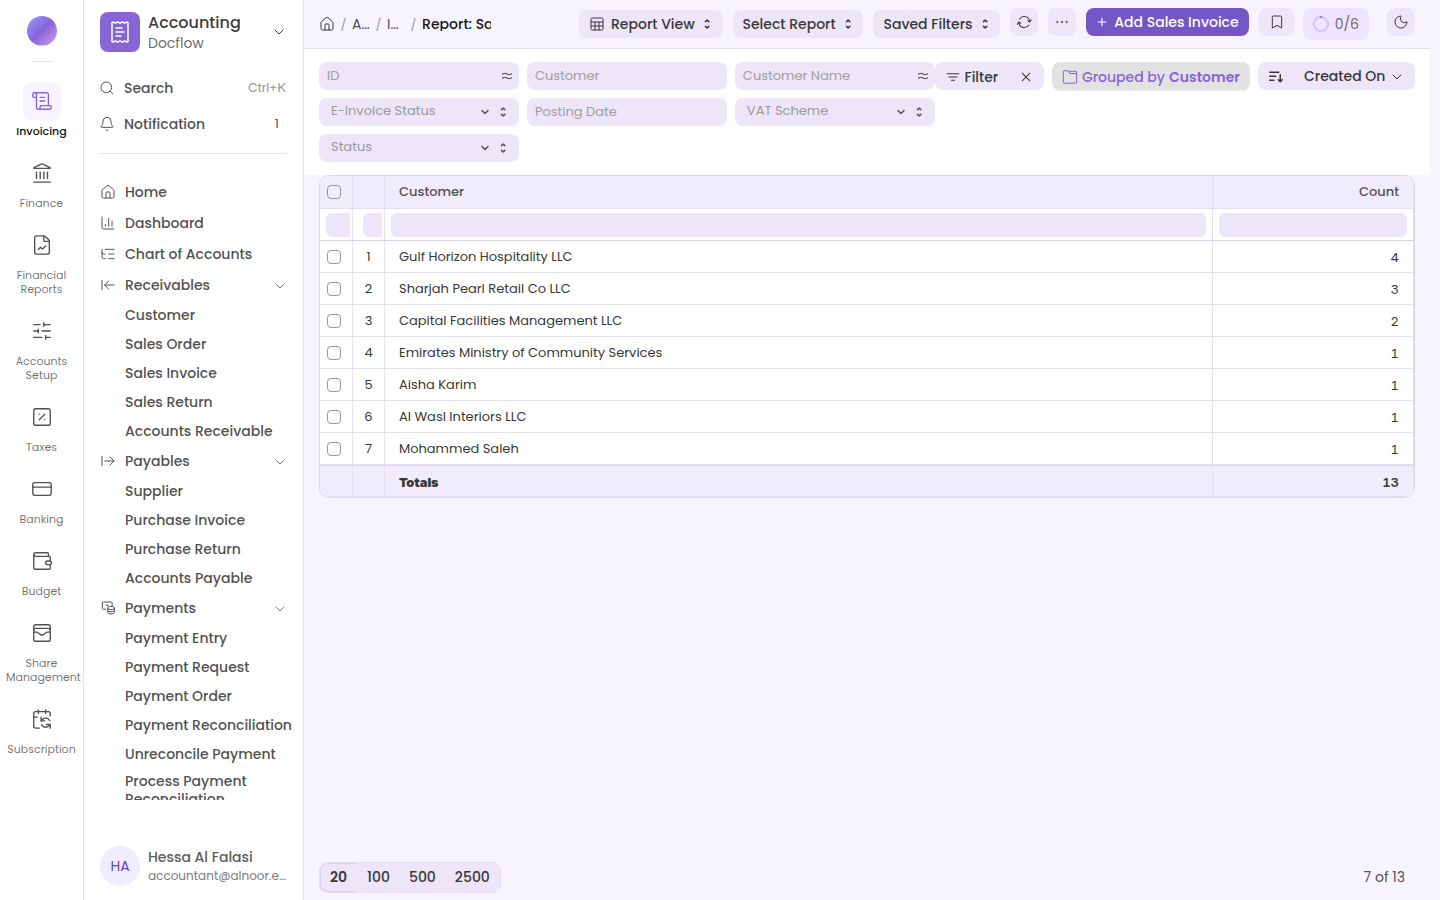 Accounting
Docflow
Search Ctrl+K
Notification 1
Invoicing
Finance
Financial
Reports
Accounts
Setup
Taxes
Banking
Budget
Share
Management
Subscription
Home
Dashboard
Chart of Accounts
Receivables
Customer
Sales Order
Sales Invoice
Sales Return
Accounts Receivable
Payables
Supplier
Purchase Invoice
Purchase Return
Accounts Payable
Payments
Payment Entry
Payment Request
Payment Order
Payment Reconciliation
Unreconcile Payment
Process Payment
Reconciliation
HA
Hessa Al Falasi
accountant@alnoor.e...
/ A... / I... / Report: Sa
Report View
Select Report
Saved Filters
+ Add Sales Invoice
0/6
ID
Customer
Customer Name
Filter
Grouped by Customer
Created On
E-Invoice Status
Posting Date
VAT Scheme
Status
Customer Count
1 Gulf Horizon Hospitality LLC 4
2 Sharjah Pearl Retail Co LLC 3
3 Capital Facilities Management LLC 2
4 Emirates Ministry of Community Services 1
5 Aisha Karim 1
6 Al Wasl Interiors LLC 1
7 Mohammed Saleh 1
Totals 13
20 100 500 2500
7 of 13